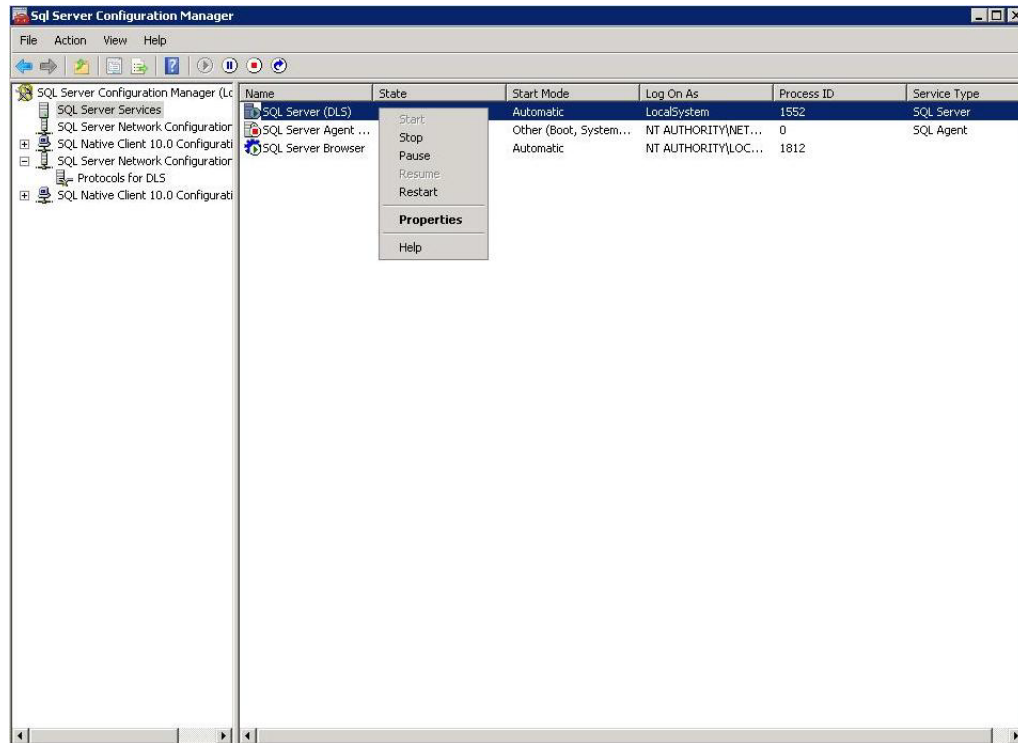 Sql Server Configuration Manager
File Action View Help
SQL Server Configuration Manager (Lc
SQL Server Services
SQL Server Network Configuration
SQL Native Client 10.0 Configurati
SQL Server Network Configuration
Protocols for DLS
SQL Native Client 10.0 Configurati
Name State Start Mode Log On As Process ID Service Type
SQL Server (DLS) Automatic LocalSystem 1552 SQL Server
SQL Server Agent ... Other (Boot, System... NT AUTHORITY\NET... 0 SQL Agent
SQL Server Browser Automatic NT AUTHORITY\LOC... 1812
Start
Stop
Pause
Resume
Restart
Properties
Help